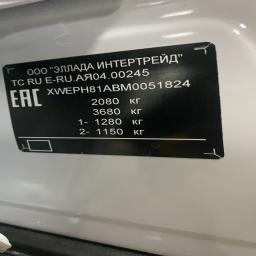 ООО "ЭЛЛАДА ИНТЕРТРЕЙД"
ТС RU E-RU.АЯ04.00245
EAC XWEPH81ABM0051824
2080 кг
3680 кг
1- 1280 кг
2- 1150 кг